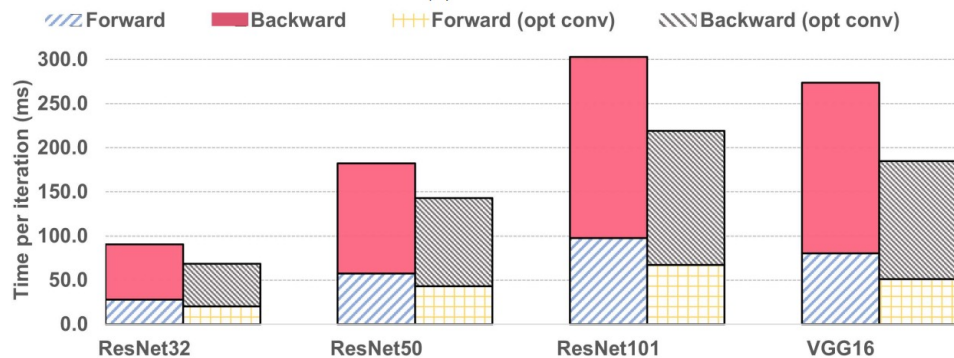 Forward Backward Forward (opt conv) Backward (opt conv)
Time per iteration (ms)
300.0
250.0
200.0
150.0
100.0
50.0
0.0
ResNet32 ResNet50 ResNet101 VGG16